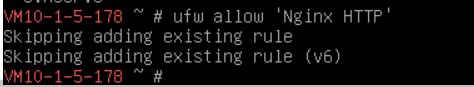 VM10-1-5-178 ~ # ufw allow 'Nginx HTTP'
Skipping adding existing rule
Skipping adding existing rule (v6)
VM10-1-5-178 ~ #